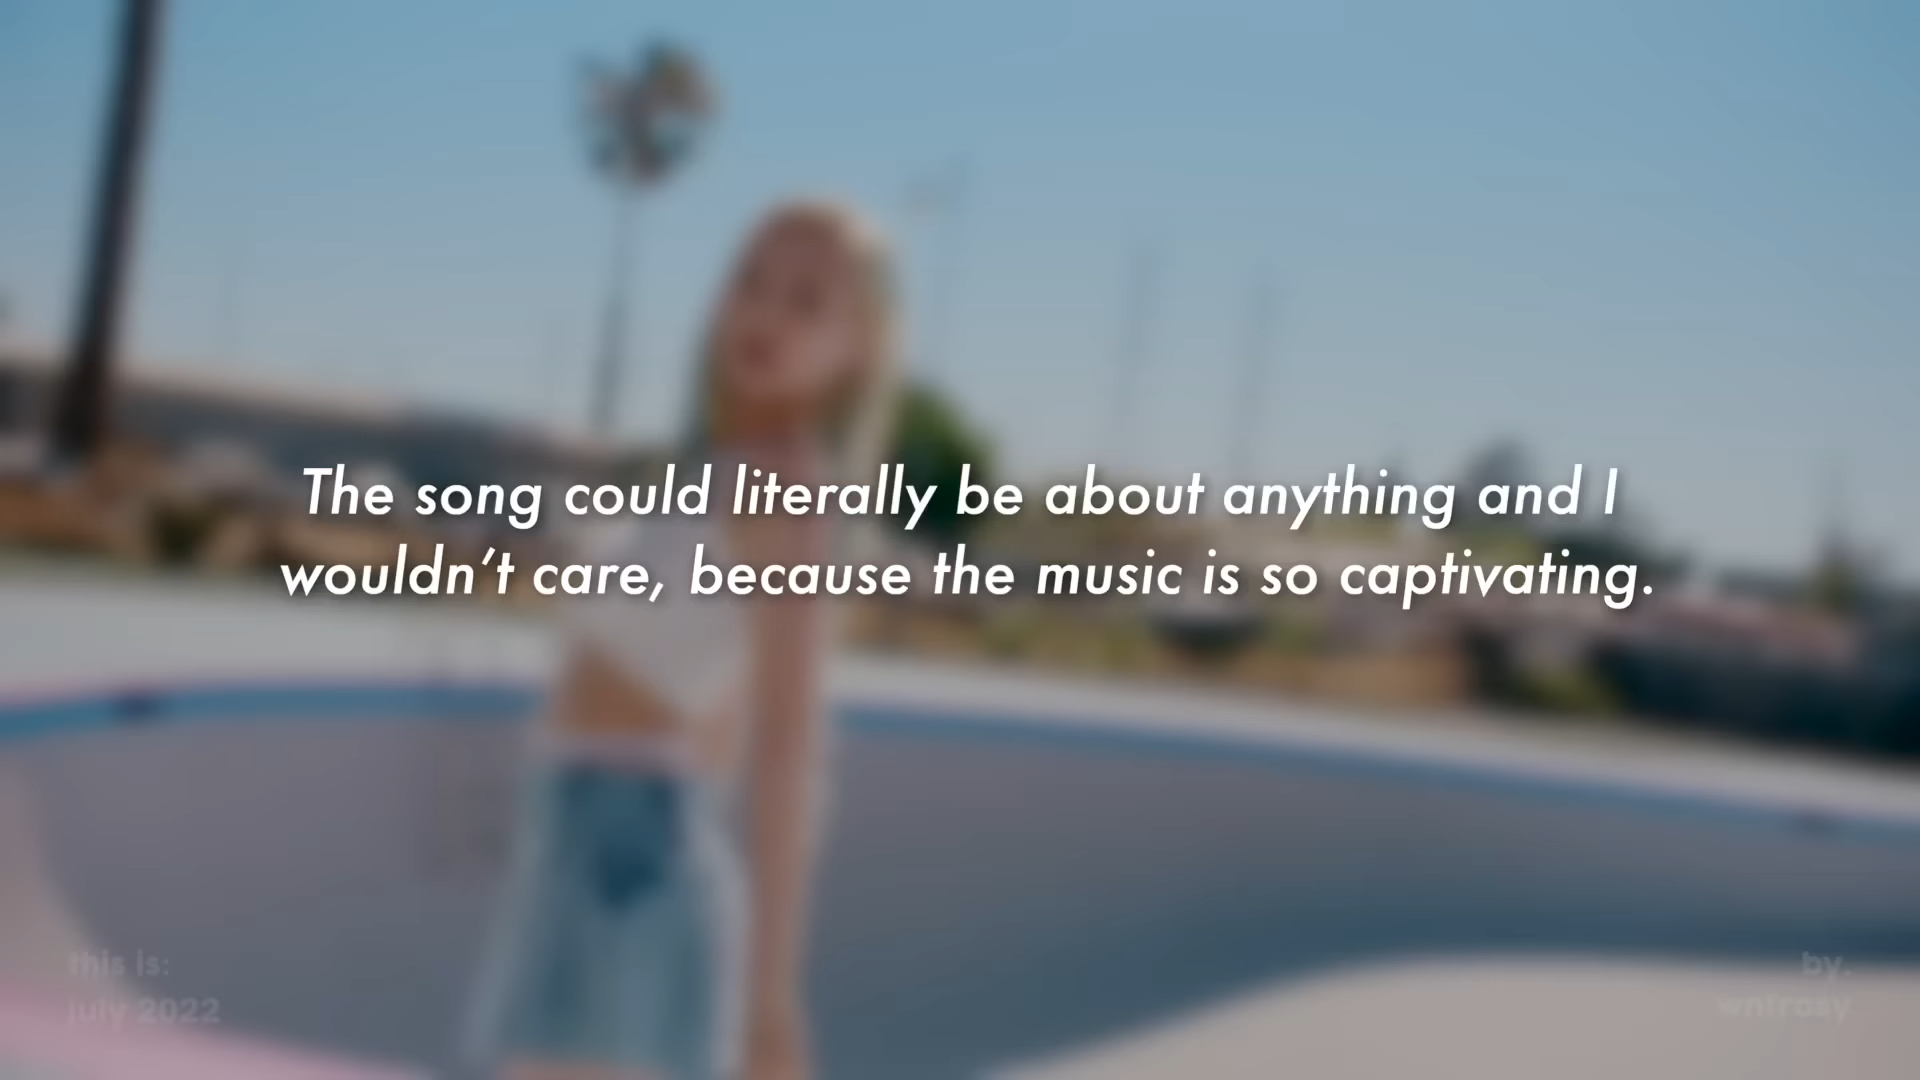 The song could literally be about anything and I
wouldn't care, because the music is so captivating.
this is:
july 2022
by.
wntrosy